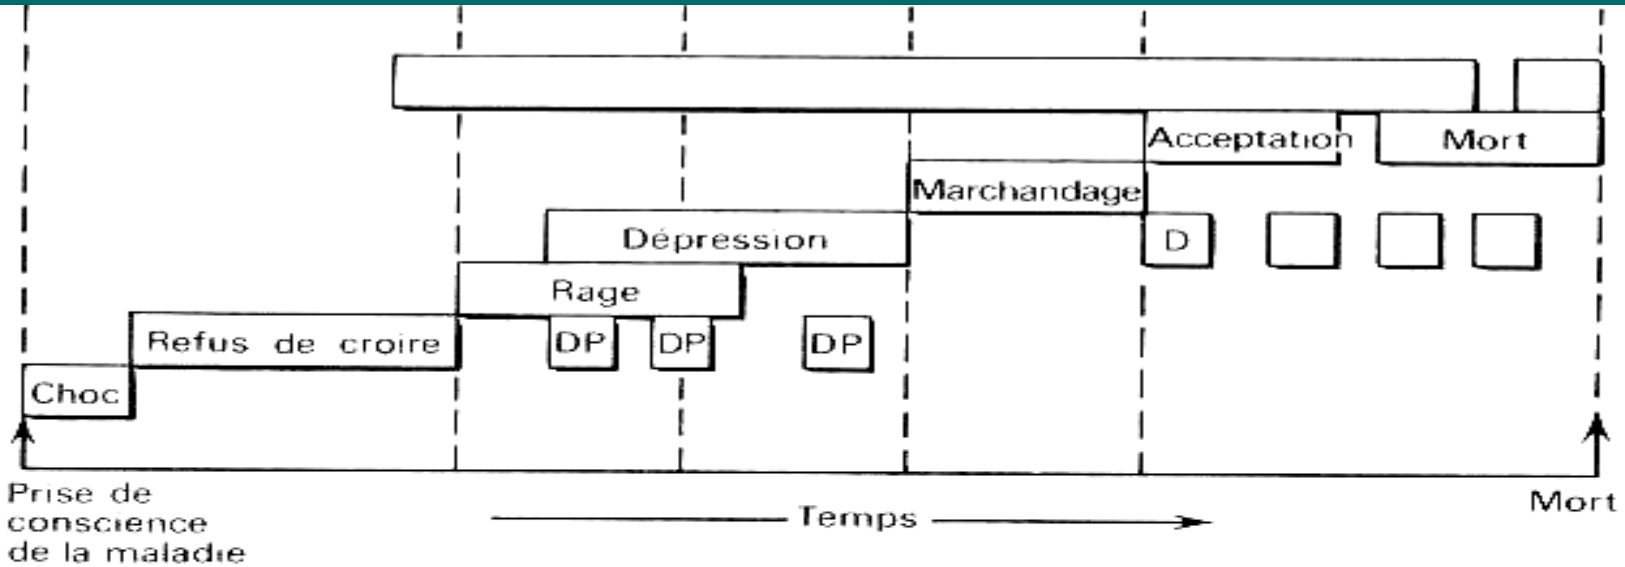 Acceptation
Mort
Marchandage
Dépression
D
Rage
Refus de croire
DP
DP
DP
Choc
Prise de
conscience
de la maladie
Temps
Mort